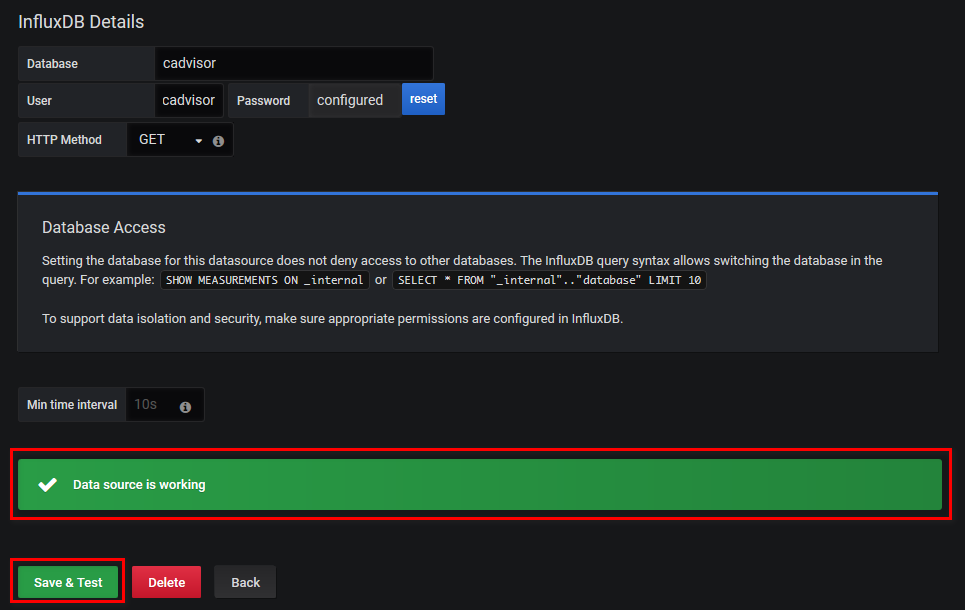 InfluxDB Details
Database cadvisor
User cadvisor Password configured reset
HTTP Method GET
Database Access
Setting the database for this datasource does not deny access to other databases. The InfluxDB query syntax allows switching the database in the
query. For example: SHOW MEASUREMENTS ON _internal or SELECT * FROM "_internal".."database" LIMIT 10
To support data isolation and security, make sure appropriate permissions are configured in InfluxDB.
Min time interval 10s
Data source is working
Save & Test Delete Back